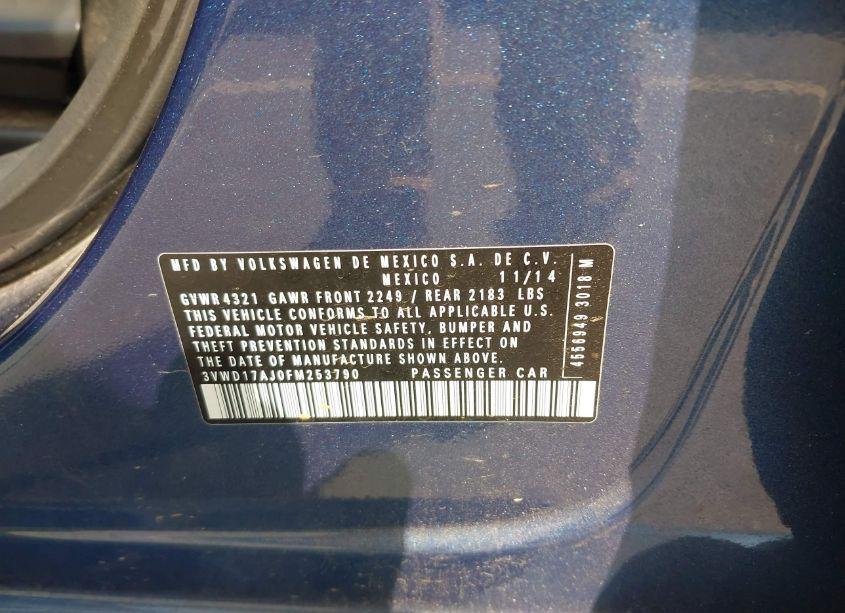 MFD BY VOLKSWAGEN DE MEXICO S.A. DE C.V.
MEXICO 11/14
GVWR 4321 GAWR FRONT 2249 / REAR 2183 LBS
THIS VEHICLE CONFORMS TO ALL APPLICABLE U.S.
FEDERAL MOTOR VEHICLE SAFETY, BUMPER AND
THEFT PREVENTION STANDARDS IN EFFECT ON
THE DATE OF MANUFACTURE SHOWN ABOVE.
3VWD17AJ0FM253790 PASSENGER CAR
4556949 3018 M